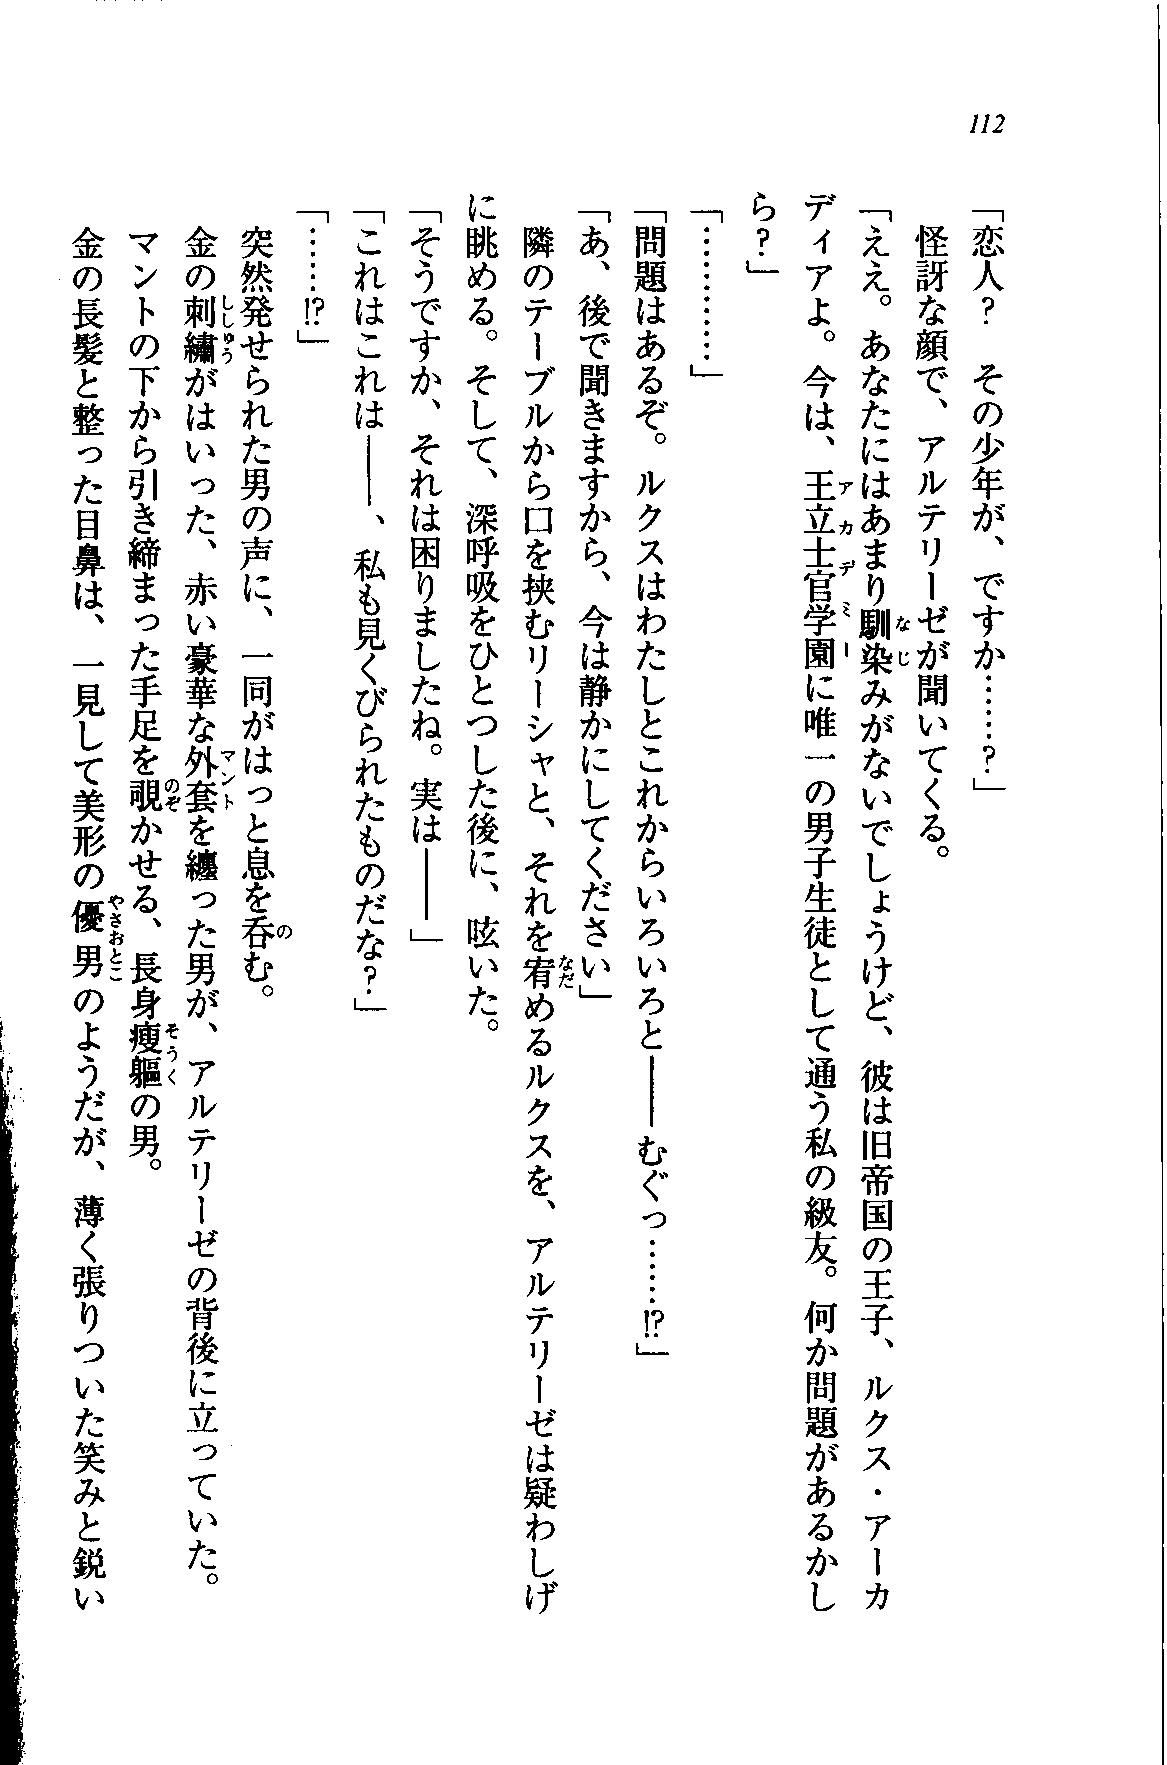 112
「恋人？　その少年が、ですか……？」
　怪訝な顔で、アルテリーゼが聞いてくる。
「ええ。あなたにはあまり馴染みがないでしょうけど、彼は旧帝国の王子、ルクス・アーカ
ディアよ。今は、王立士官学園に唯一の男子生徒として通う私の級友。何か問題があるかし
ら？」
「…………」
「問題はあるぞ。ルクスはわたしとこれからいろいろと――むぐっ……!?」
「あ、後で聞きますから、今は静かにしてください」
　隣のテーブルから口を挟むリーシャと、それを宥めるルクスを、アルテリーゼは疑わしげ
に眺める。そして、深呼吸をひとつした後に、呟いた。
「そうですか、それは困りましたね。実は――」
「これはこれは――、私も見くびられたものだな？」
「……!?」
　突然発せられた男の声に、一同がはっと息を呑む。
　金の刺繡がはいった、赤い豪華な外套を纏った男が、アルテリーゼの背後に立っていた。
　マントの下から引き締まった手足を覗かせる、長身瘦軀の男。
　金の長髪と整った目鼻は、一見して美形の優男のようだが、薄く張りついた笑みと鋭い